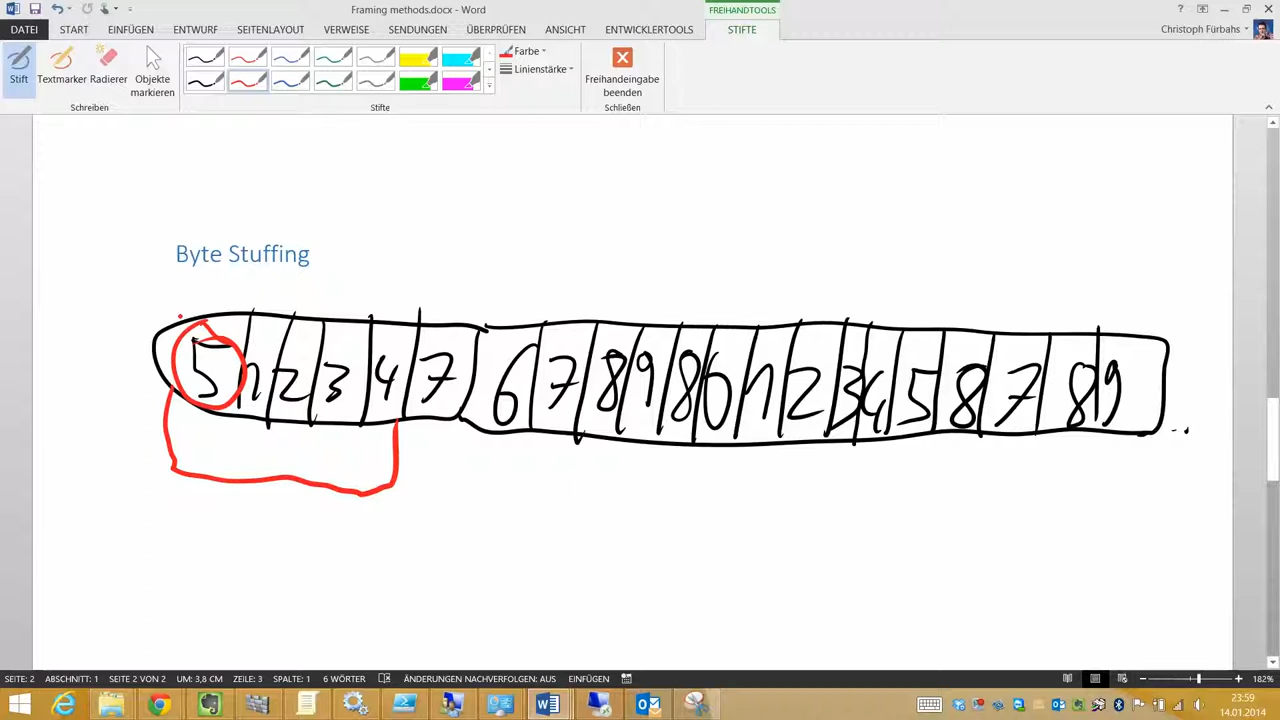 Framing methods.docx - Word
FREIHANDTOOLS
DATEI START EINFÜGEN ENTWURF SEITENLAYOUT VERWEISE SENDUNGEN ÜBERPRÜFEN ANSICHT ENTWICKLERTOOLS STIFTE Christoph Fürbahs
Stift Textmarker Radierer Objekte markieren
Farbe
Linienstärke
Freihandeingabe beenden
Schreiben Stifte Schließen
Byte Stuffing
5 1 2 3 4 7 6 7 8 9 8 0 1 2 3 4 5 8 7 8 9 ..
SEITE: 2 ABSCHNITT: 1 SEITE 2 VON 2 UM: 3,8 CM ZEILE: 3 SPALTE: 1 6 WÖRTER ÄNDERUNGEN NACHVERFOLGEN: AUS EINFÜGEN 182%
23:59
14.01.2014